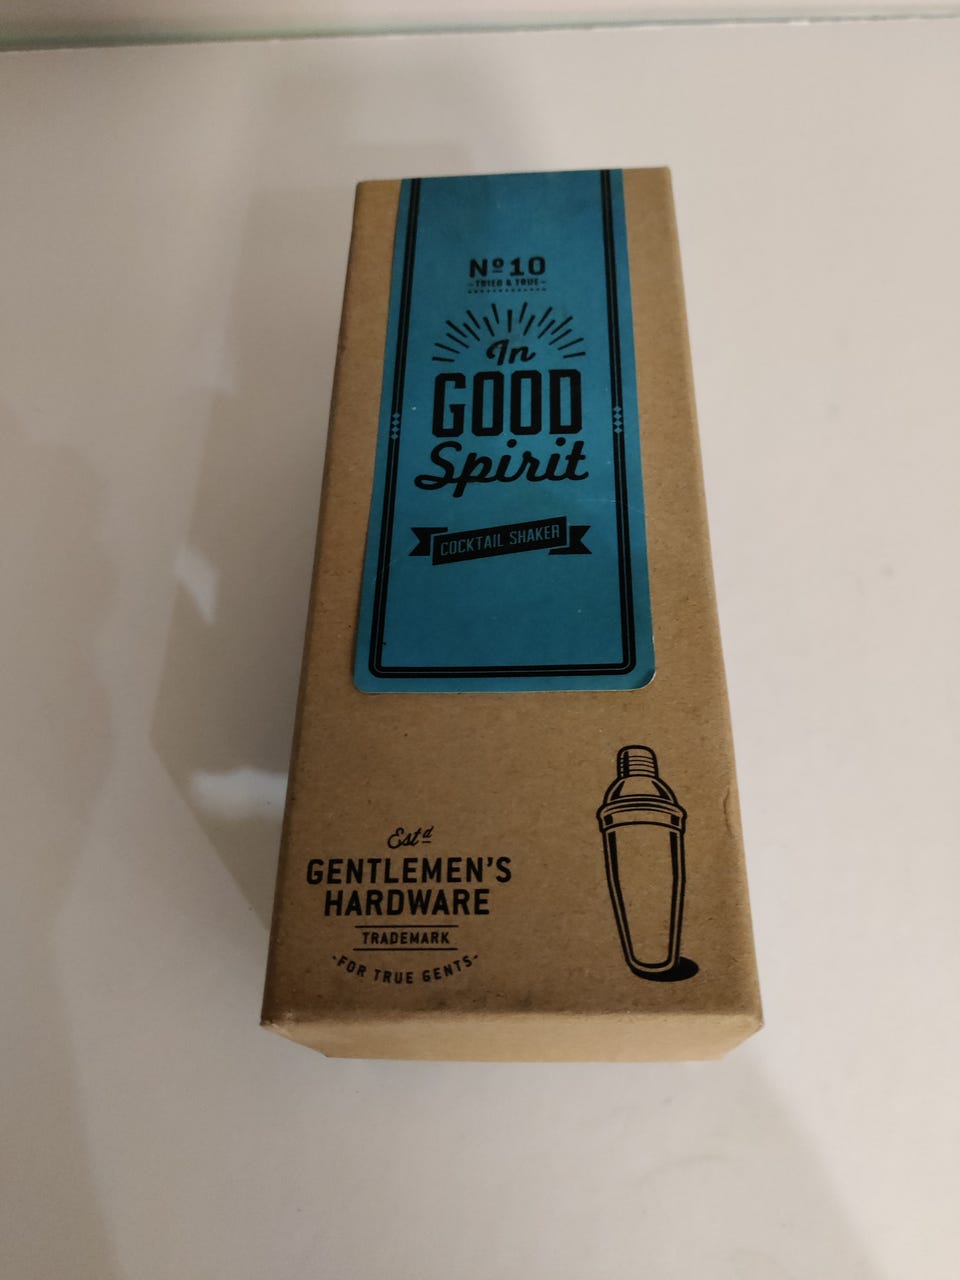 Nº10
-TRIED & TRUE-
In
GOOD
Spirit
COCKTAIL SHAKER
Estd
GENTLEMEN'S
HARDWARE
TRADEMARK
-FOR TRUE GENTS-